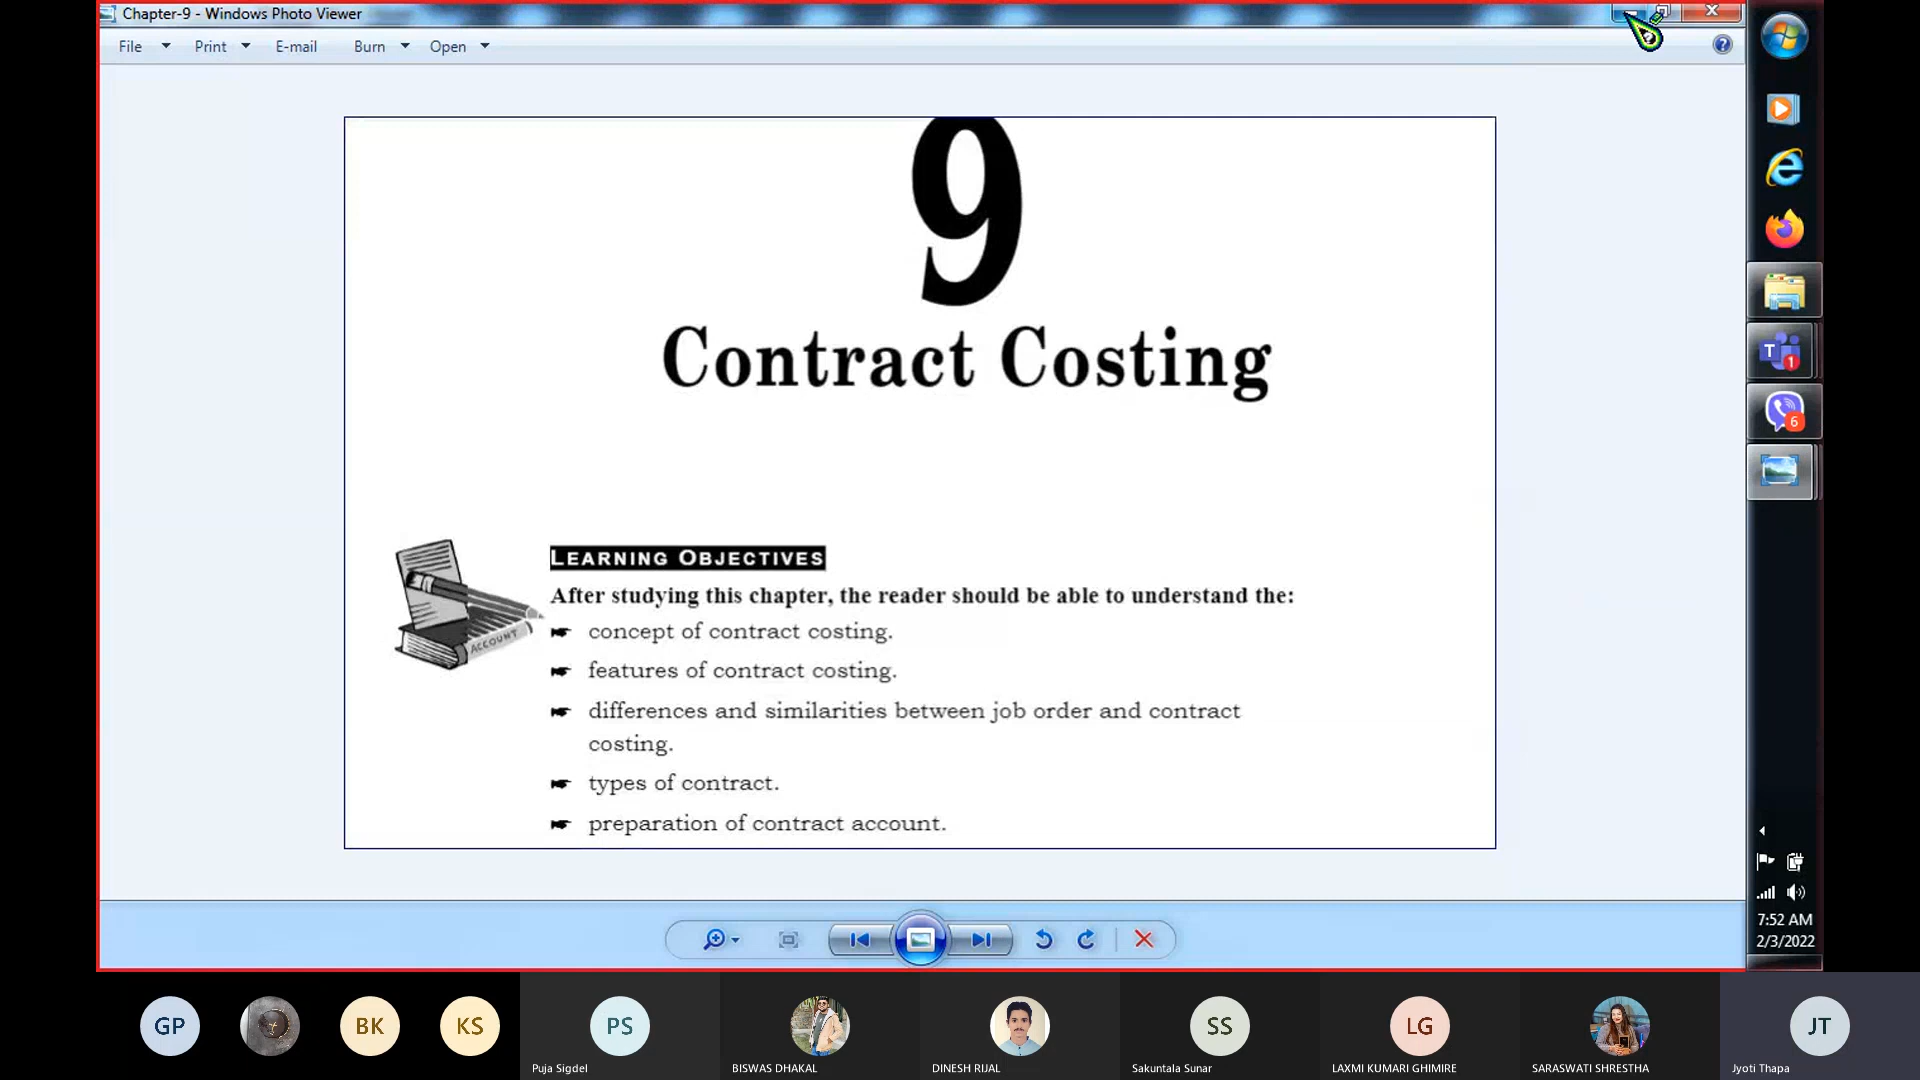 Chapter-9 - Windows Photo Viewer
File Print E-mail Burn Open
9
Contract Costing
LEARNING OBJECTIVES
After studying this chapter, the reader should be able to understand the:
concept of contract costing.
features of contract costing.
differences and similarities between job order and contract
costing.
types of contract.
preparation of contract account.
ACCOUNT
T
1
6
7:52 AM
2/3/2022
GP BK KS PS SS LG JT
Puja Sigdel BISWAS DHAKAL DINESH RIJAL Sakuntala Sunar LAXMI KUMARI GHIMIRE SARASWATI SHRESTHA Jyoti Thapa